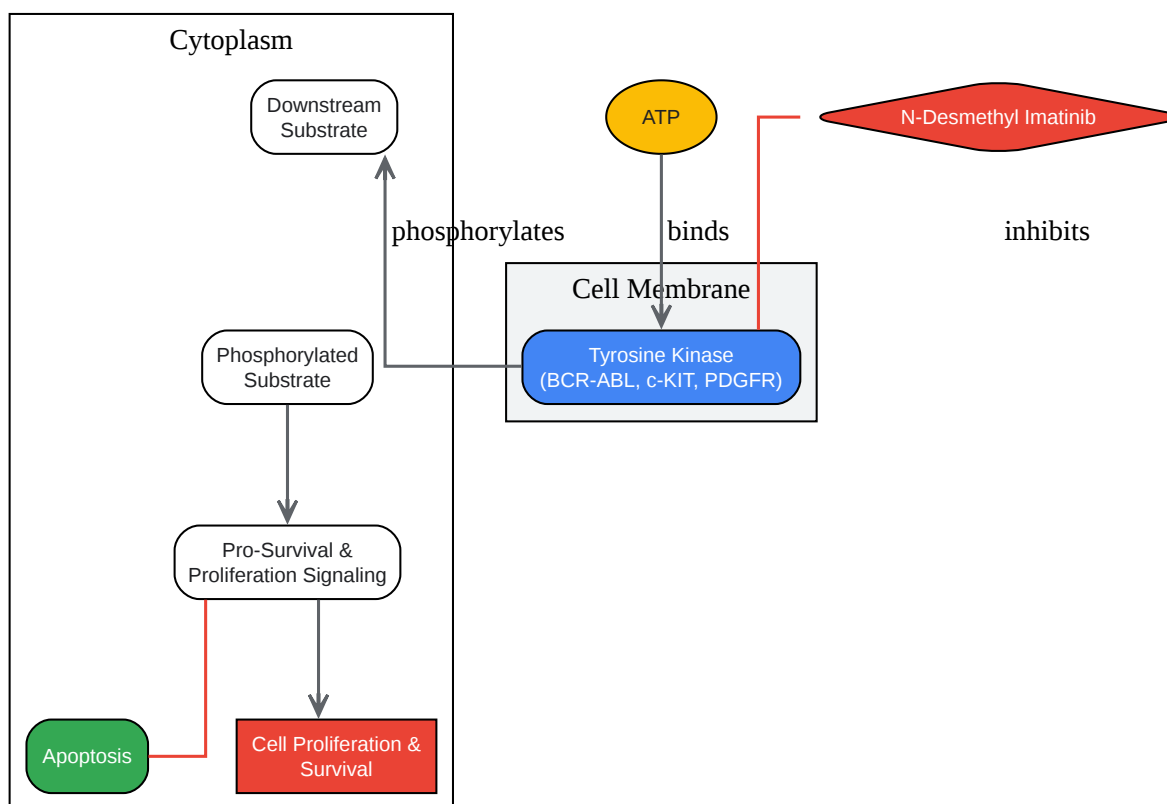 Cytoplasm
Downstream
Substrate
ATP
N-Desmethyl Imatinib
phosphorylates
binds
inhibits
Cell Membrane
Tyrosine Kinase
(BCR-ABL, c-KIT, PDGFR)
Phosphorylated
Substrate
Pro-Survival &
Proliferation Signaling
Apoptosis
Cell Proliferation &
Survival